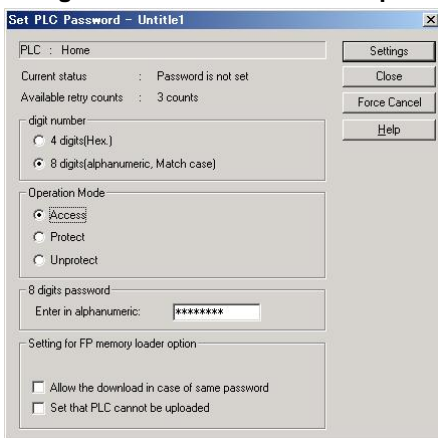 Set PLC Password - Untitle1
PLC : Home
Current status : Password is not set
Available retry counts : 3 counts
digit number
4 digits(Hex.)
8 digits(alphanumeric, Match case)
Operation Mode
Access
Protect
Unprotect
8 digits password
Enter in alphanumeric: ********
Setting for FP memory loader option
Allow the download in case of same password
Set that PLC cannot be uploaded
Settings
Close
Force Cancel
Help